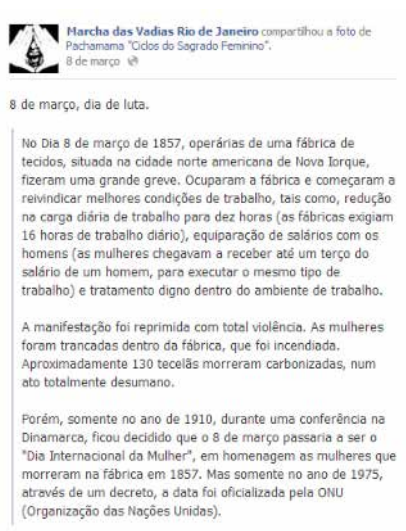 Marcha das Vadias Rio de Janeiro compartilhou a foto de
Pachamama "Ciclos do Sagrado Feminino".
8 de março
8 de março, dia de luta.
No Dia 8 de março de 1857, operárias de uma fábrica de
tecidos, situada na cidade norte americana de Nova Iorque,
fizeram uma grande greve. Ocuparam a fábrica e começaram a
reivindicar melhores condições de trabalho, tais como, redução
na carga diária de trabalho para dez horas (as fábricas exigiam
16 horas de trabalho diário), equiparação de salários com os
homens (as mulheres chegavam a receber até um terço do
salário de um homem, para executar o mesmo tipo de
trabalho) e tratamento digno dentro do ambiente de trabalho.
A manifestação foi reprimida com total violência. As mulheres
foram trancadas dentro da fábrica, que foi incendiada.
Aproximadamente 130 tecelãs morreram carbonizadas, num
ato totalmente desumano.
Porém, somente no ano de 1910, durante uma conferência na
Dinamarca, ficou decidido que o 8 de março passaria a ser o
"Dia Internacional da Mulher", em homenagem as mulheres que
morreram na fábrica em 1857. Mas somente no ano de 1975,
através de um decreto, a data foi oficializada pela ONU
(Organização das Nações Unidas).